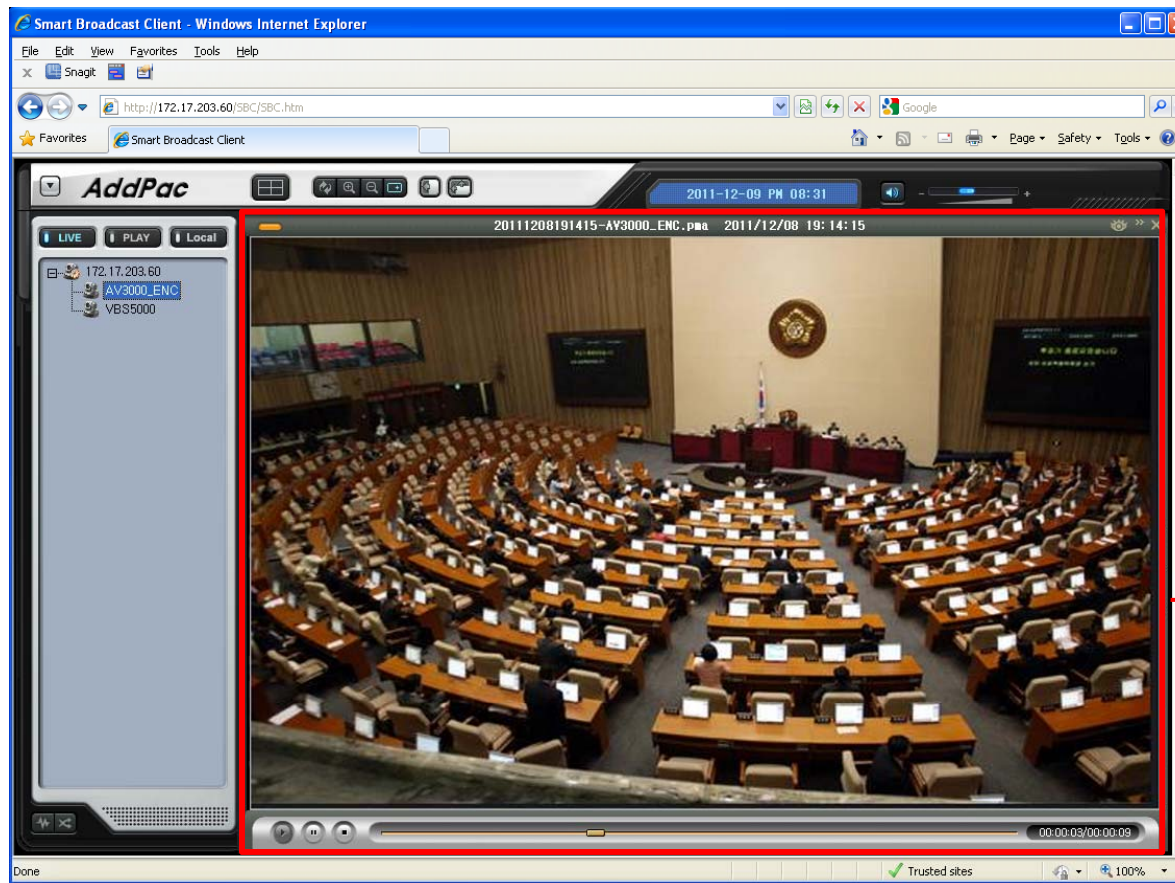 Smart Broadcast Client - Windows Internet Explorer
File Edit View Favorites Tools Help
x Snagit
http://172.17.203.60/SBC/SBC.htm
Google
Favorites
Smart Broadcast Client
Page
Safety
Tools
AddPac
2011-12-09 PM 08:31
- +
LIVE PLAY Local
20111208191415-AV3000_ENC.pma 2011/12/08 19:14:15
172.17.203.60
AV3000_ENC
VBS5000
00:00:03/00:00:09
Done
Trusted sites
100%